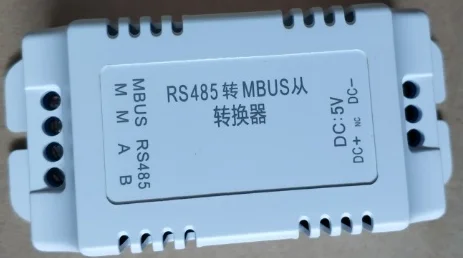 RS485转MBUS从
转换器
MBUS RS485
M M A B
DC:5V
DC+ NC DC-